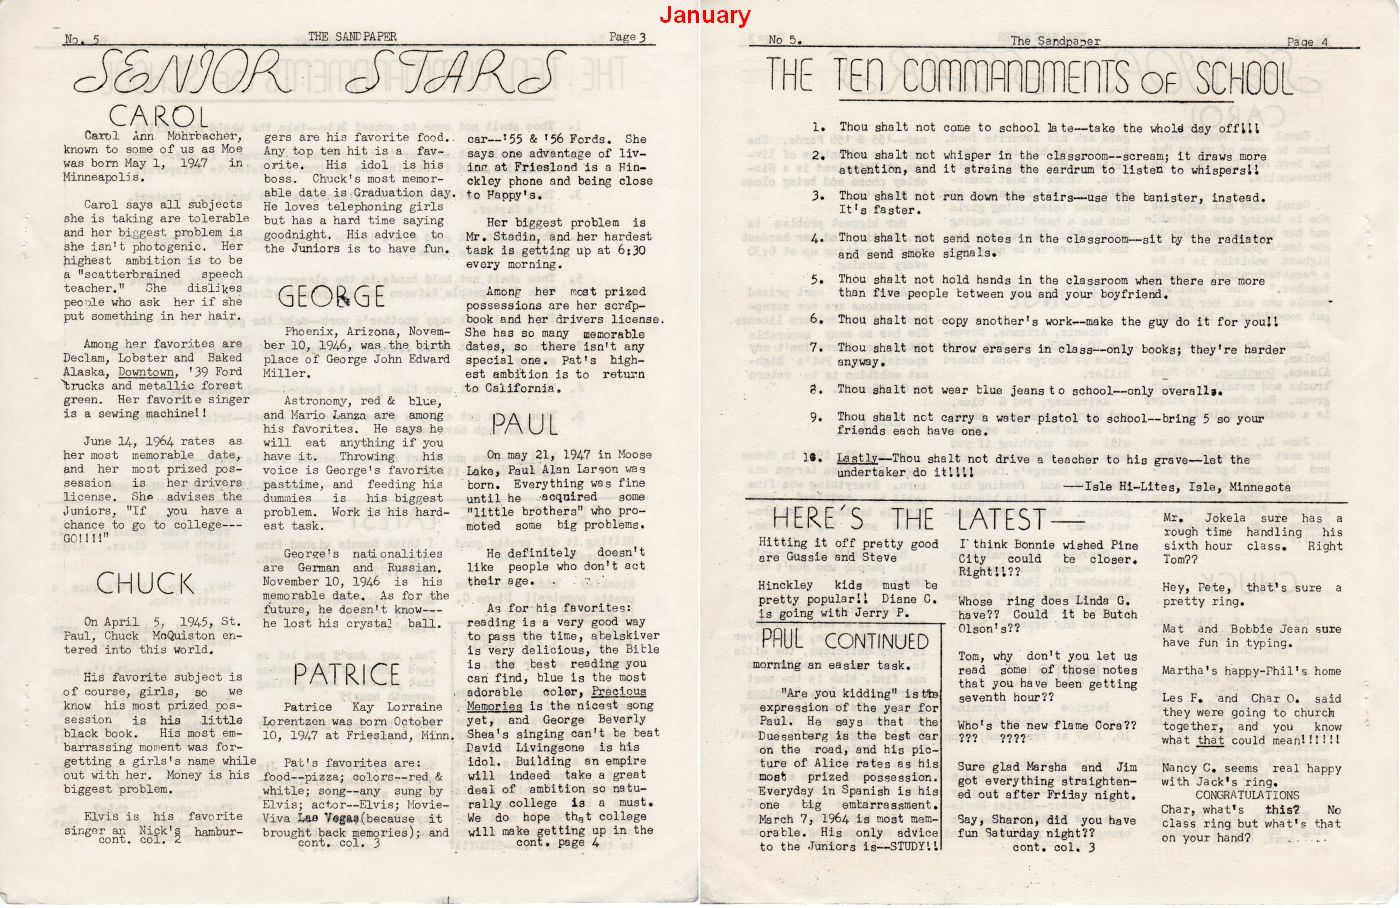 January
No. 5 THE SANDPAPER Page 3
SENIOR STARS
CAROL
Carol Ann Mohrbacher,
known to some of us as Moe
was born May 1, 1947 in
Minneapolis.
Carol says all subjects
she is taking are tolerable
and her biggest problem is
she isn't photogenic. Her
highest ambition is to be
a "scatterbrained speech
teacher." She dislikes
people who ask her if she
put something in her hair.
Among her favorites are
Declam, Lobster and Baked
Alaska, Downtown, '39 Ford
trucks and metallic forest
green. Her favorite singer
is a sewing machine!!
June 14, 1964 rates as
her most memorable date,
and her most prized pos-
session is her drivers
license. She advises the
Juniors, "If you have a
chance to go to college---
GO!!!!"
CHUCK
On April 5, 1945, St.
Paul, Chuck McQuiston en-
tered into this world.
His favorite subject is
of course, girls, so we
know his most prized pos-
session is his little
black book. His most em-
barrassing moment was for-
getting a girls's name while
out with her. Money is his
biggest problem.
Elvis is his favorite
singer an Nick's hambur-
cont. col. 2
gers are his favorite food.
Any top ten hit is a fav-
orite. His idol is his
boss. Chuck's most memor-
able date is Graduation day.
He loves telephoning girls
but has a hard time saying
goodnight. His advice to
the Juniors is to have fun.
GEORGE
Phoenix, Arizona, Novem-
ber 10, 1946, was the birth
place of George John Edward
Miller.
Astronomy, red & blue,
and Mario Lanza are among
his favorites. He says he
will eat anything if you
have it. Throwing his
voice is George's favorite
pasttime, and feeding his
dummies is his biggest
problem. Work is his hard-
est task.
George's nationalities
are German and Russian.
November 10, 1946 is his
memorable date. As for the
future, he doesn't know---
he lost his crystal ball.
PATRICE
Patrice Kay Lorraine
Lorentzen was born October
10, 1947 at Friesland, Minn.
Pat's favorites are:
food--pizza; colors--red &
whitle; song--any sung by
Elvis; actor--Elvis; Movie-
Viva Las Vegas(because it
brought back memories); and
cont. col. 3
car--'55 & '56 Fords. She
says one advantage of liv-
ing at Friesland is a Hin-
ckley phone and being close
to Happy's.
Her biggest problem is
Mr. Stadin, and her hardest
task is getting up at 6:30
every morning.
Among her most prized
possessions are her scrap-
book and her drivers license.
She has so many memorable
dates, so there isn't any
special one. Pat's high-
est ambition is to return
to California.
PAUL
On may 21, 1947 in Moose
Lake, Paul Alan Larson was
born. Everything was fine
until he acquired some
"little brothers" who pro-
moted some big problems.
He definitely doesn't
like people who don't act
their age.
As for his favorites:
reading is a very good way
to pass the time, abelskiver
is very delicious, the Bible
is the best reading you
can find, blue is the most
adorable color, Precious
Memories is the nicest song
yet, and George Beverly
Shea's singing can't be beat
David Livingsone is his
idol. Building an empire
will indeed take a great
deal of ambition so natu-
rally college is a must.
We do hope that college
will make getting up in the
cont. page 4
No 5. The Sandpaper Page 4
THE TEN COMMANDMENTS OF SCHOOL
1. Thou shalt not come to school late--take the whole day off!!!
2. Thou shalt not whisper in the classroom--scream; it draws more
attention, and it strains the eardrum to listen to whispers!!
3. Thou shalt not run down the stairs--use the banister, instead.
It's faster.
4. Thou shalt not send notes in the classroom--sit by the radiator
and send smoke signals.
5. Thou shalt not hold hands in the classroom when there are more
than five people between you and your boyfriend.
6. Thou shalt not copy another's work--make the guy do it for you!!
7. Thou shalt not throw erasers in class--only books; they're harder
anyway.
8. Thou shalt not wear blue jeans to school--only overalls.
9. Thou shalt not carry a water pistol to school--bring 5 so your
friends each have one.
10. Lastly--Thou shalt not drive a teacher to his grave--let the
undertaker do it!!!!
---Isle Hi-Lites, Isle, Minnesota
HERE'S THE LATEST—
Hitting it off pretty good
are Gussie and Steve
Hinckley kids must be
pretty popular!! Diane C.
is going with Jerry P.
PAUL CONTINUED
morning an easier task.
"Are you kidding" is the
expression of the year for
Paul. He says that the
Duesenberg is the best car
on the road, and his pic-
ture of Alice rates as his
most prized possession.
Everyday in Spanish is his
one big embarrassment.
March 7, 1964 is most mem-
orable. His only advice
to the Juniors is--STUDY!!
I think Bonnie wished Pine
City could be closer.
Right!!??
Whose ring does Linda G.
have?? Could it be Butch
Olson's??
Tom, why don't you let us
read some of those notes
that you have been getting
seventh hour??
Who's the new flame Cora??
??? ????
Sure glad Marsha and Jim
got everything straighten-
ed out after Friday night.
Say, Sharon, did you have
fun Saturday night??
cont. col. 3
Mr. Jokela sure has a
rough time handling his
sixth hour class. Right
Tom??
Hey, Pete, that's sure a
pretty ring.
Mat and Bobbie Jean sure
have fun in typing.
Martha's happy-Phil's home
Les F. and Char O. said
they were going to church
together, and you know
what that could mean!!!!!!
Nancy C. seems real happy
with Jack's ring.
CONGRATULATIONS
Char, what's this? No
class ring but what's that
on your hand?